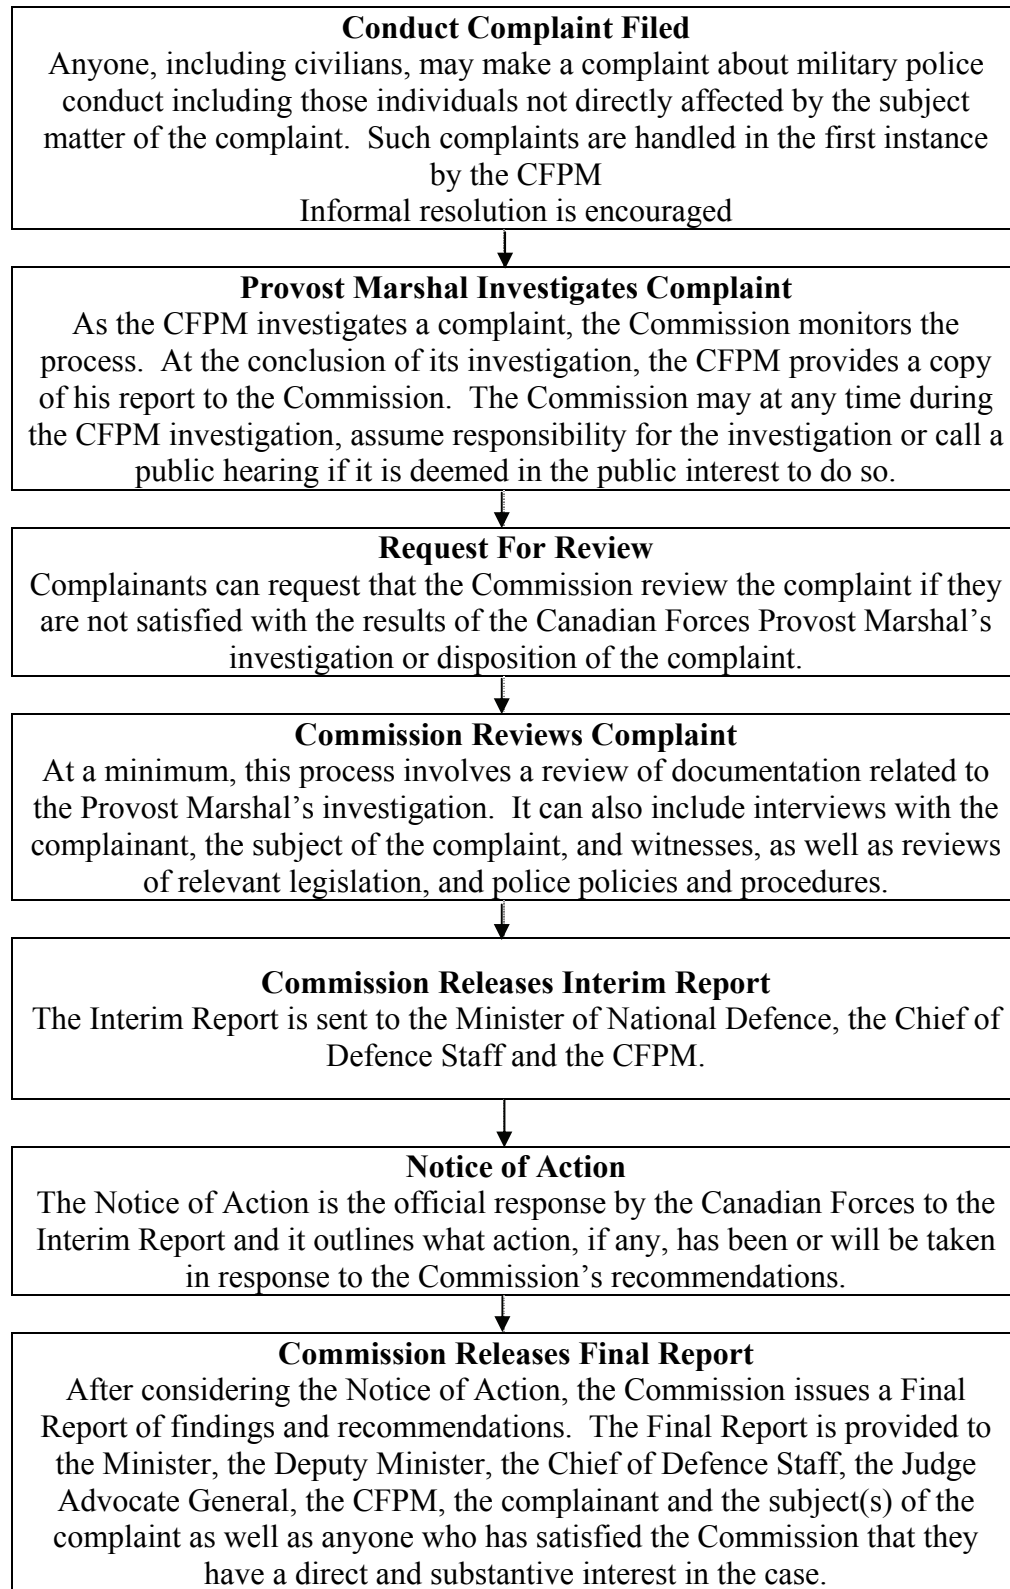 Conduct Complaint Filed
Anyone, including civilians, may make a complaint about military police
conduct including those individuals not directly affected by the subject
matter of the complaint.  Such complaints are handled in the first instance
by the CFPM
Informal resolution is encouraged
Provost Marshal Investigates Complaint
As the CFPM investigates a complaint, the Commission monitors the
process.  At the conclusion of its investigation, the CFPM provides a copy
of his report to the Commission.  The Commission may at any time during
the CFPM investigation, assume responsibility for the investigation or call a
public hearing if it is deemed in the public interest to do so.
Request For Review
Complainants can request that the Commission review the complaint if they
are not satisfied with the results of the Canadian Forces Provost Marshal's
investigation or disposition of the complaint.
Commission Reviews Complaint
At a minimum, this process involves a review of documentation related to
the Provost Marshal's investigation.  It can also include interviews with the
complainant, the subject of the complaint, and witnesses, as well as reviews
of relevant legislation, and police policies and procedures.
Commission Releases Interim Report
The Interim Report is sent to the Minister of National Defence, the Chief of
Defence Staff and the CFPM.
Notice of Action
The Notice of Action is the official response by the Canadian Forces to the
Interim Report and it outlines what action, if any, has been or will be taken
in response to the Commission's recommendations.
Commission Releases Final Report
After considering the Notice of Action, the Commission issues a Final
Report of findings and recommendations.  The Final Report is provided to
the Minister, the Deputy Minister, the Chief of Defence Staff, the Judge
Advocate General, the CFPM, the complainant and the subject(s) of the
complaint as well as anyone who has satisfied the Commission that they
have a direct and substantive interest in the case.